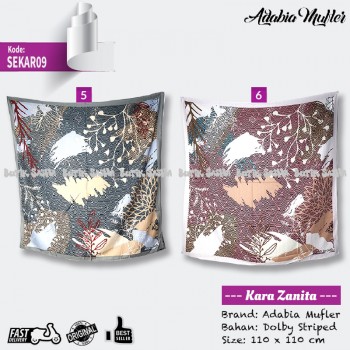 Kode:
SEKAR09
Adabia Mufler
5
6
--- Kara Zanita ---
Brand: Adabia Mufler
Bahan: Dolby Striped
Size: 110 x 110 cm
FAST DELIVERY
ORIGINAL
BEST SELLER